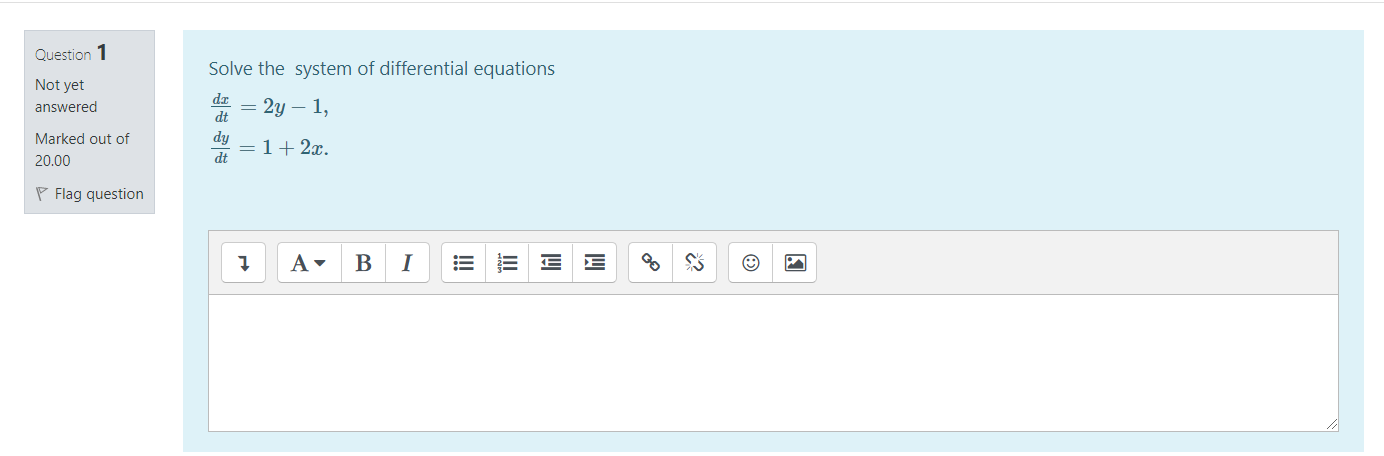 Question 1
Not yet
answered
Marked out of
20.00
Flag question
Solve the system of differential equations
dx/dt = 2y − 1,
dy/dt = 1 + 2x.
A B I